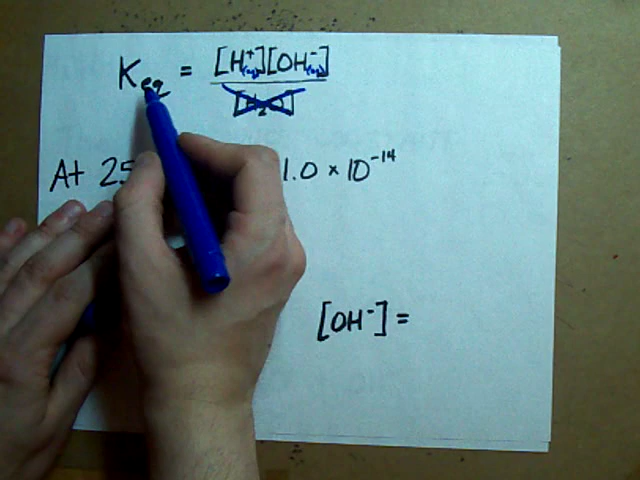 Keq = [H⁺(aq)][OH⁻(aq)]
[H₂O]
At 25 1.0 × 10⁻¹⁴
[OH⁻] =